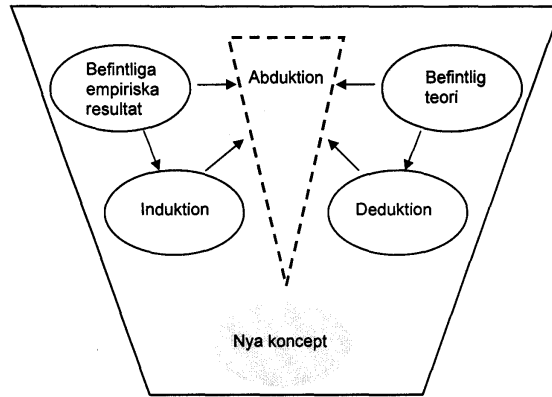 Befintliga
empiriska
resultat
Abduktion
Befintlig
teori
Induktion
Deduktion
Nya koncept